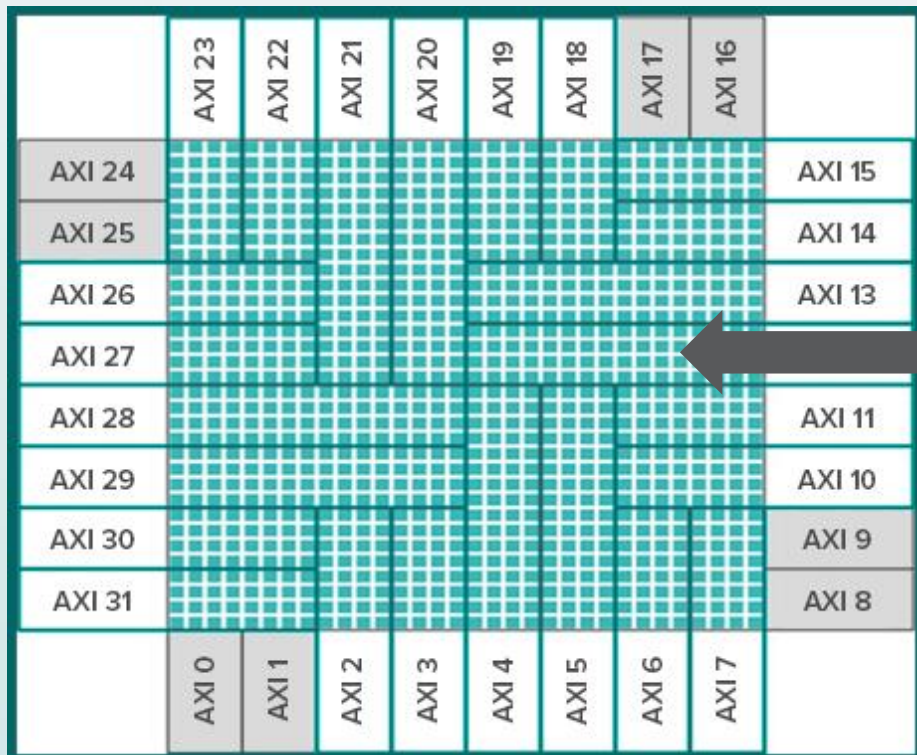 AXI 23
AXI 22
AXI 21
AXI 20
AXI 19
AXI 18
AXI 17
AXI 16
AXI 24
AXI 15
AXI 25
AXI 14
AXI 26
AXI 13
AXI 27
AXI 28
AXI 11
AXI 29
AXI 10
AXI 30
AXI 9
AXI 31
AXI 8
AXI 0
AXI 1
AXI 2
AXI 3
AXI 4
AXI 5
AXI 6
AXI 7